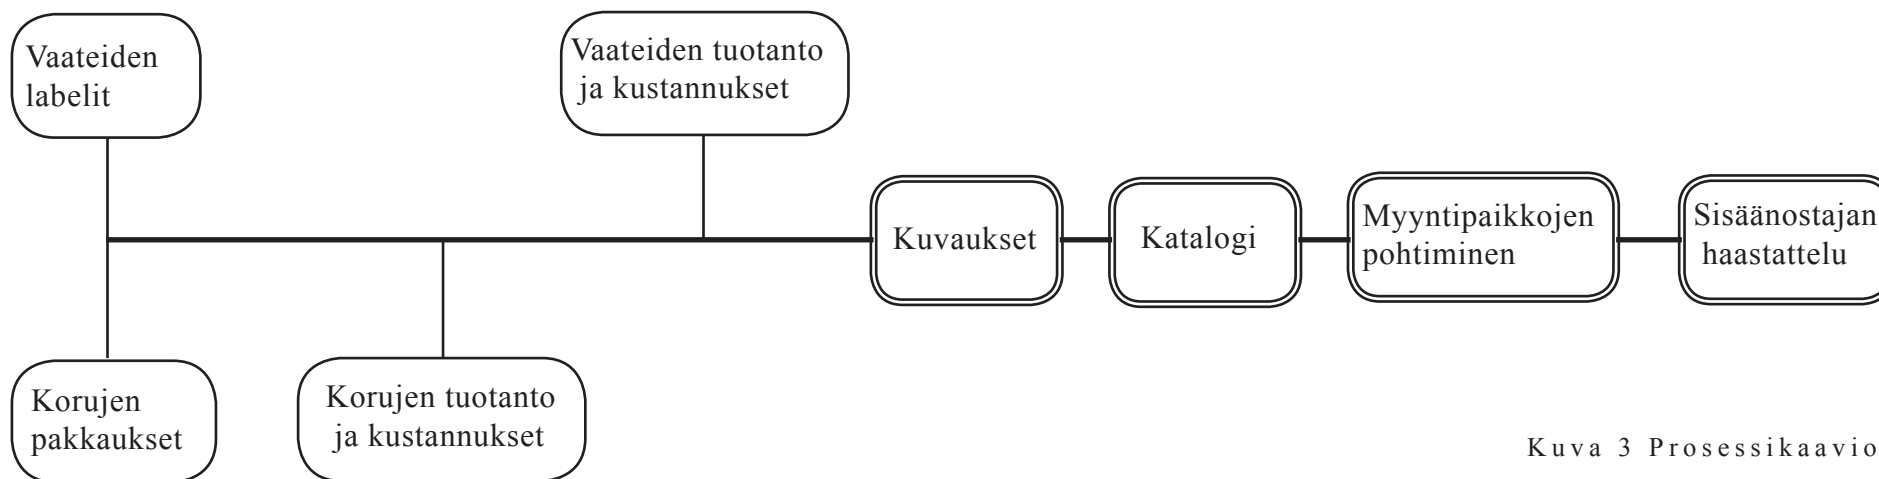 Vaateiden
labelit
Vaateiden tuotanto
ja kustannukset
Kuvaukset
Katalogi
Myyntipaikkojen
pohtiminen
Sisäänostajan
haastattelu
Korujen
pakkaukset
Korujen tuotanto
ja kustannukset
Kuva 3 Prosessikaavio